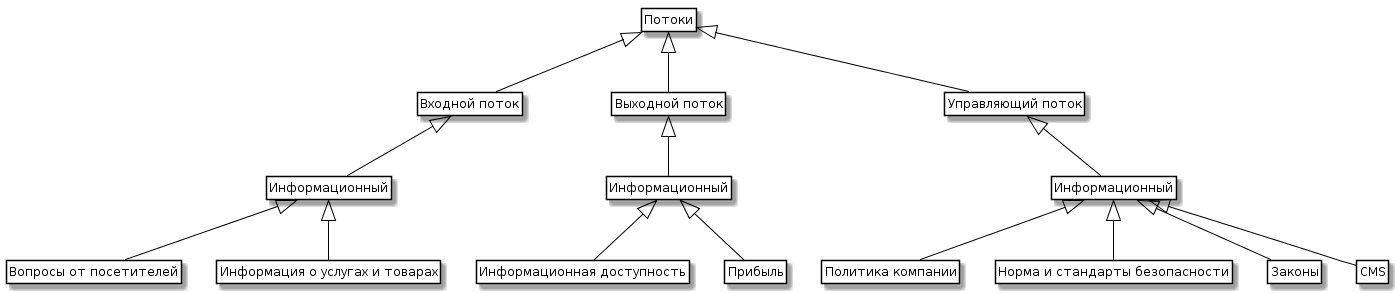 Потоки
Входной поток
Выходной поток
Управляющий поток
Информационный
Информационный
Информационный
Вопросы от посетителей
Информация о услугах и товарах
Информационная доступность
Прибыль
Политика компании
Норма и стандарты безопасности
Законы
CMS